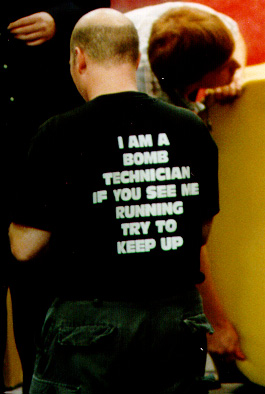 I AM A
BOMB
TECHNICIAN
IF YOU SEE ME
RUNNING
TRY TO
KEEP UP